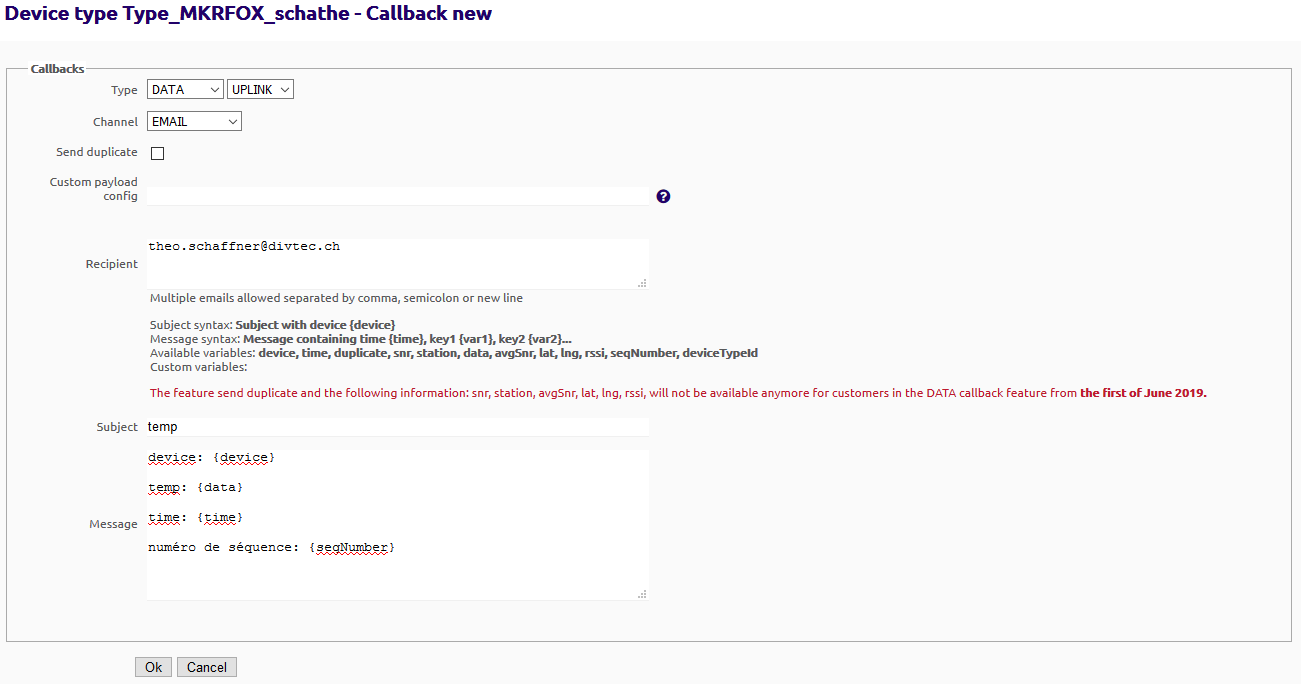 Device type Type_MKRFOX_schathe - Callback new
Callbacks
Type DATA UPLINK
Channel EMAIL
Send duplicate
Custom payload
config
?
Recipient
theo.schaffner@divtec.ch
Multiple emails allowed separated by comma, semicolon or new line
Subject syntax: Subject with device {device}
Message syntax: Message containing time {time}, key1 {var1}, key2 {var2}...
Available variables: device, time, duplicate, snr, station, data, avgSnr, lat, lng, rssi, seqNumber, deviceTypeId
Custom variables:
The feature send duplicate and the following information: snr, station, avgSnr, lat, lng, rssi, will not be available anymore for customers in the DATA callback feature from the first of June 2019.
Subject temp
Message
device: {device}
temp: {data}
time: {time}
numéro de séquence: {seqNumber}
Ok Cancel